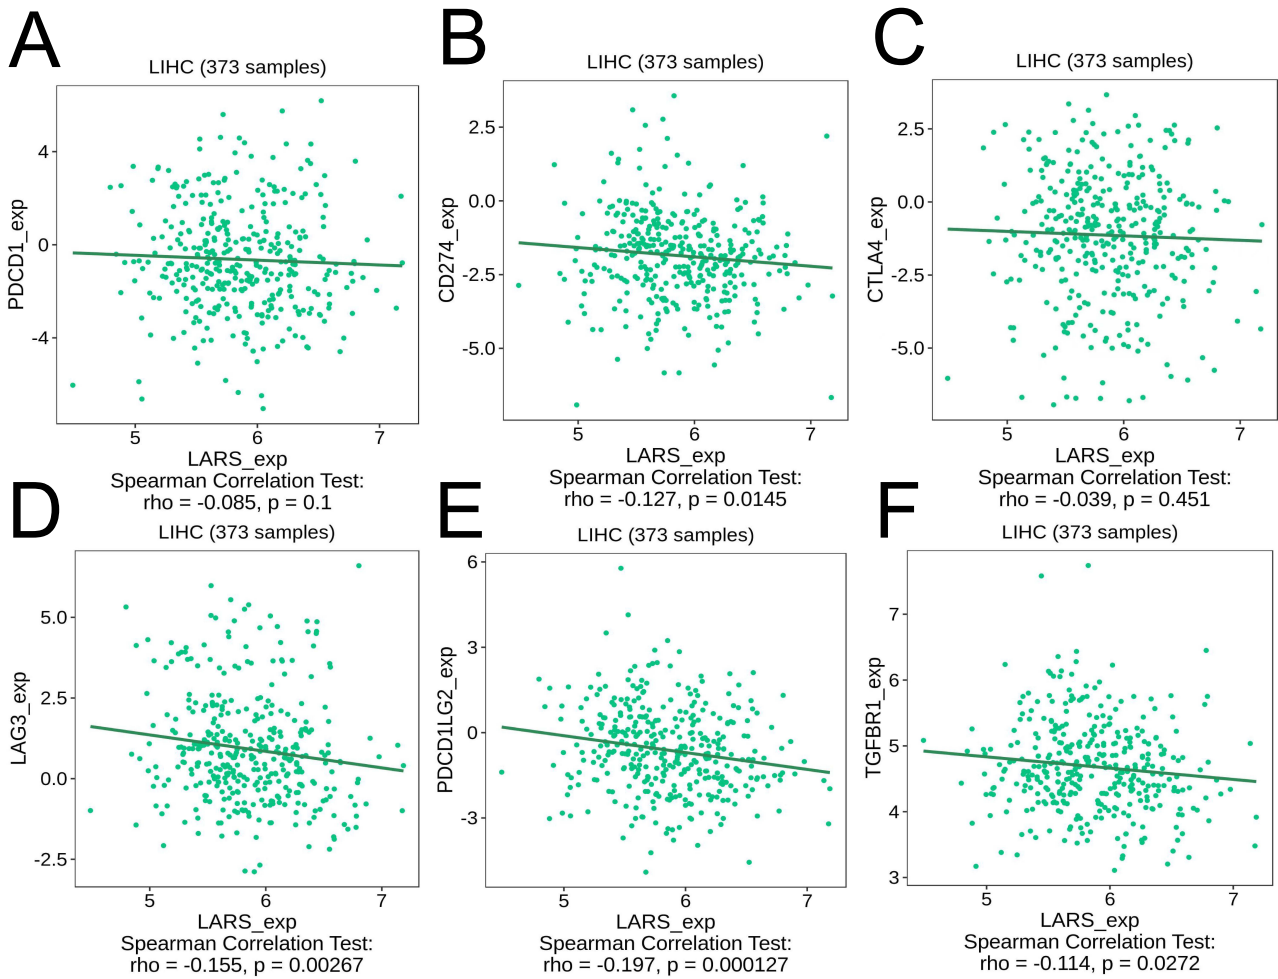 A
LIHC (373 samples)
PDCD1_exp
4
0
-4
5 6 7
LARS_exp
Spearman Correlation Test:
rho = -0.085, p = 0.1
B
LIHC (373 samples)
CD274_exp
2.5
0.0
-2.5
-5.0
5 6 7
LARS_exp
Spearman Correlation Test:
rho = -0.127, p = 0.0145
C
LIHC (373 samples)
CTLA4_exp
2.5
0.0
-2.5
-5.0
5 6 7
LARS_exp
Spearman Correlation Test:
rho = -0.039, p = 0.451
D
LIHC (373 samples)
LAG3_exp
5.0
2.5
0.0
-2.5
5 6 7
LARS_exp
Spearman Correlation Test:
rho = -0.155, p = 0.00267
E
LIHC (373 samples)
PDCD1LG2_exp
6
3
0
-3
5 6 7
LARS_exp
Spearman Correlation Test:
rho = -0.197, p = 0.000127
F
LIHC (373 samples)
TGFBR1_exp
7
6
5
4
3
5 6 7
LARS_exp
Spearman Correlation Test:
rho = -0.114, p = 0.0272